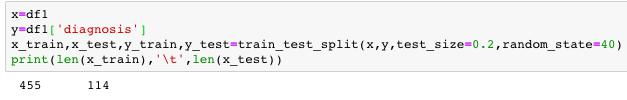 x=df1
y=df1['diagnosis']
x_train,x_test,y_train,y_test=train_test_split(x,y,test_size=0.2,random_state=40)
print(len(x_train),'\t',len(x_test))
455 114